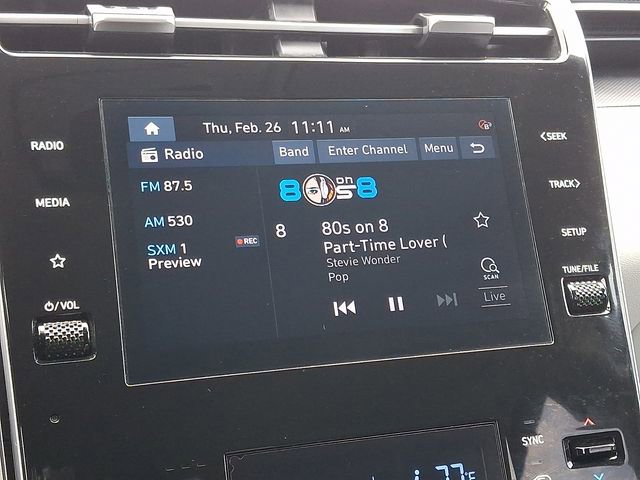 Thu, Feb. 26 11:11 AM
Radio Band Enter Channel Menu
FM 87.5
AM 530
SXM 1
Preview
REC
8 ON 8
8 80s on 8
Part-Time Lover (
Stevie Wonder
Pop
SCAN
Live
RADIO
MEDIA
/ VOL
<SEEK
TRACK>
SETUP
TUNE/FILE
SYNC
77°F